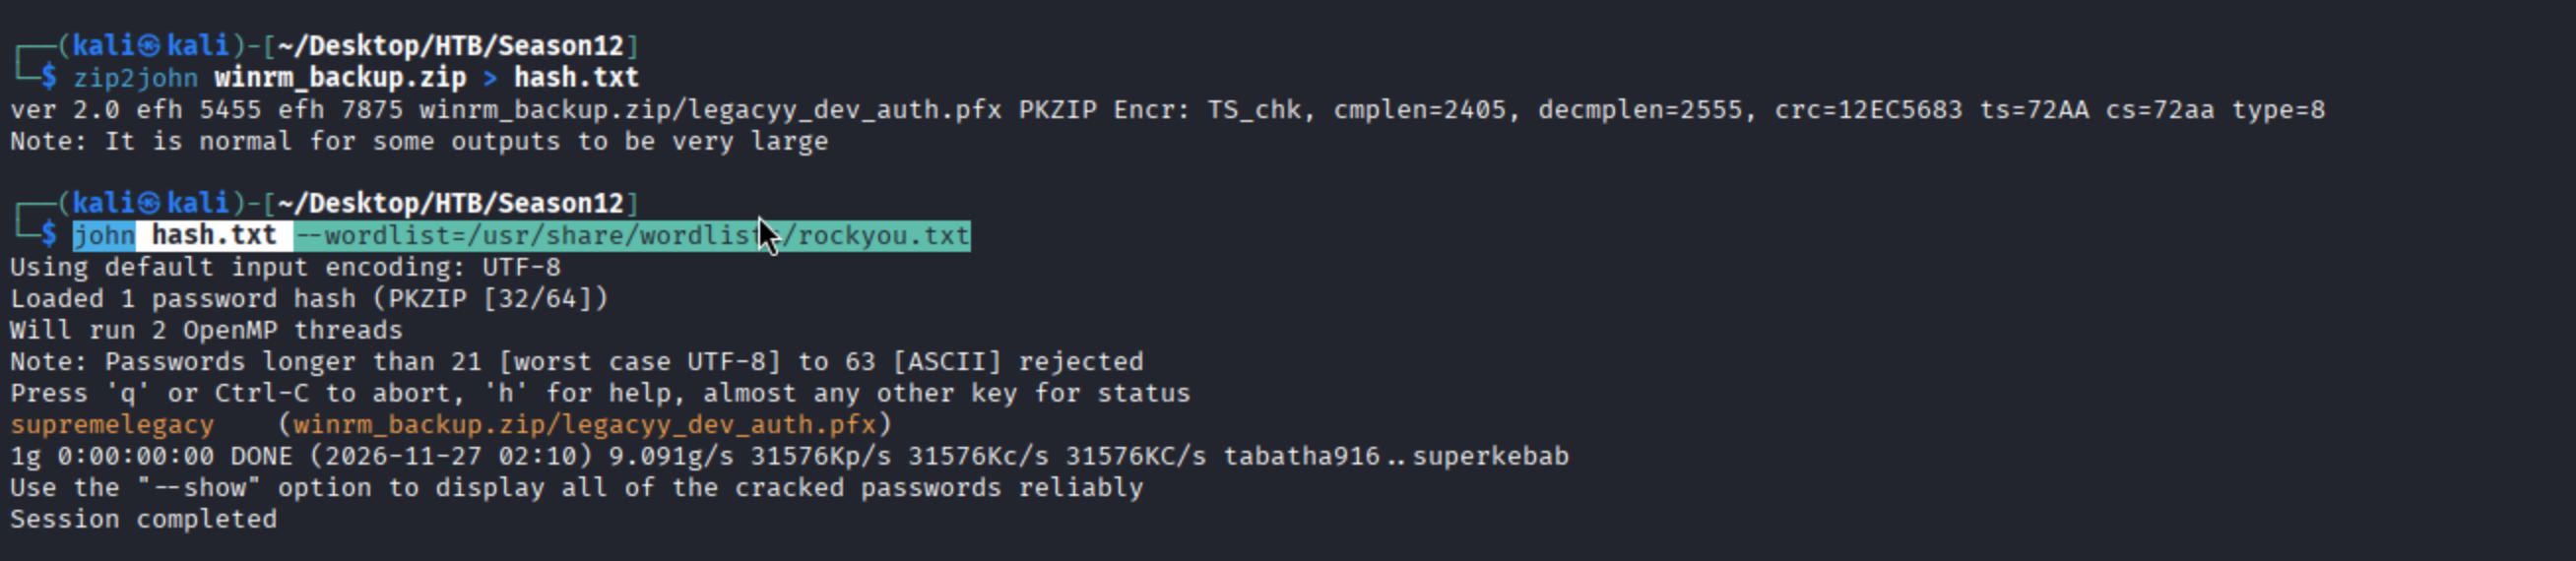 ┌──(kali㉿kali)-[~/Desktop/HTB/Season12]
└─$ zip2john winrm_backup.zip > hash.txt
ver 2.0 efh 5455 efh 7875 winrm_backup.zip/legacyy_dev_auth.pfx PKZIP Encr: TS_chk, cmplen=2405, decmplen=2555, crc=12EC5683 ts=72AA cs=72aa type=8
Note: It is normal for some outputs to be very large
┌──(kali㉿kali)-[~/Desktop/HTB/Season12]
└─$ john hash.txt --wordlist=/usr/share/wordlists/rockyou.txt
Using default input encoding: UTF-8
Loaded 1 password hash (PKZIP [32/64])
Will run 2 OpenMP threads
Note: Passwords longer than 21 [worst case UTF-8] to 63 [ASCII] rejected
Press 'q' or Ctrl-C to abort, 'h' for help, almost any other key for status
supremelegacy    (winrm_backup.zip/legacyy_dev_auth.pfx)
1g 0:00:00:00 DONE (2026-11-27 02:10) 9.091g/s 31576Kp/s 31576Kc/s 31576KC/s tabatha916..superkebab
Use the "--show" option to display all of the cracked passwords reliably
Session completed